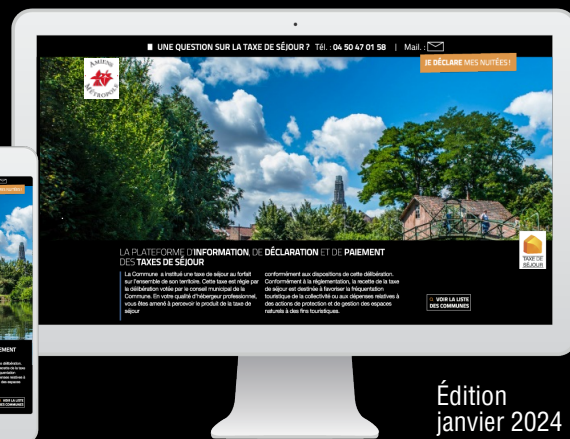 UNE QUESTION SUR LA TAXE DE SÉJOUR ? Tél. : 04 50 47 01 58 | Mail. :
JE DÉCLARE MES NUITÉES !
AMIENS
MÉTROPOLE
LA PLATEFORME D'INFORMATION, DE DÉCLARATION ET DE PAIEMENT
DES TAXES DE SÉJOUR
La Commune a institué une taxe de séjour au forfait
sur l'ensemble de son territoire. Cette taxe est régie par
la délibération votée par le conseil municipal de la
Commune. En votre qualité d'hébergeur professionnel,
vous êtes amené à percevoir le produit de la taxe de
séjour
conformément aux dispositions de cette délibération.
Conformément à la réglementation, la recette de la taxe
de séjour est destinée à favoriser la fréquentation
touristique de la collectivité ou aux dépenses relatives à
des actions de protection et de gestion des espaces
naturels à des fins touristiques.
TAXE DE
SÉJOUR
VOIR LA LISTE
DES COMMUNES
Édition
janvier 2024